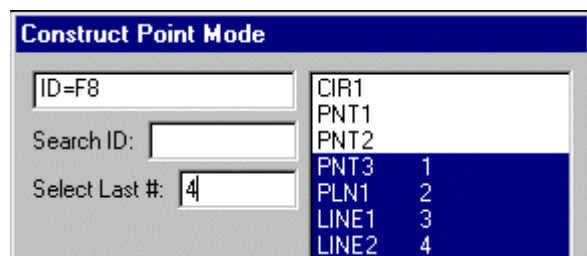 Construct Point Mode
ID=F8
Search ID:
Select Last #: 4
CIR1
PNT1
PNT2
PNT3 1
PLN1 2
LINE1 3
LINE2 4